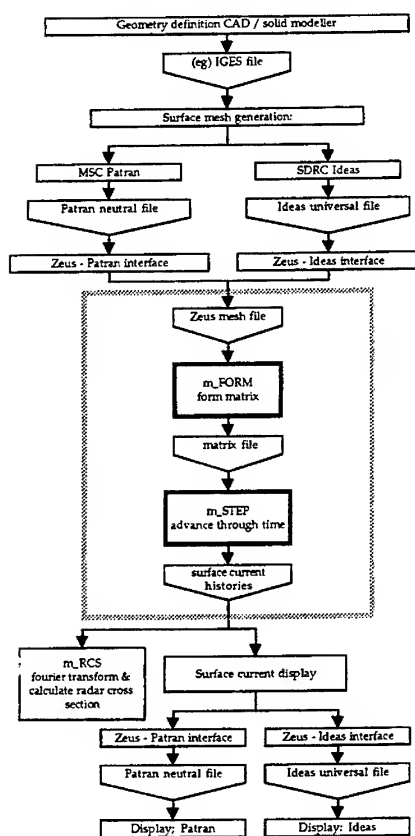 Geometry definition CAD / solid modeller
(eg) IGES file
Surface mesh generation:
MSC Patran
SDRC Ideas
Patran neutral file
Ideas universal file
Zeus - Patran interface
Zeus - Ideas interface
Zeus mesh file
m_FORM
form matrix
matrix file
m_STEP
advance through time
surface current
histories
m_RCS
fourier transform &
calculate radar cross
section
Surface current display
Zeus - Patran interface
Zeus - Ideas interface
Patran neutral file
Ideas universal file
Display; Patran
Display: Ideas